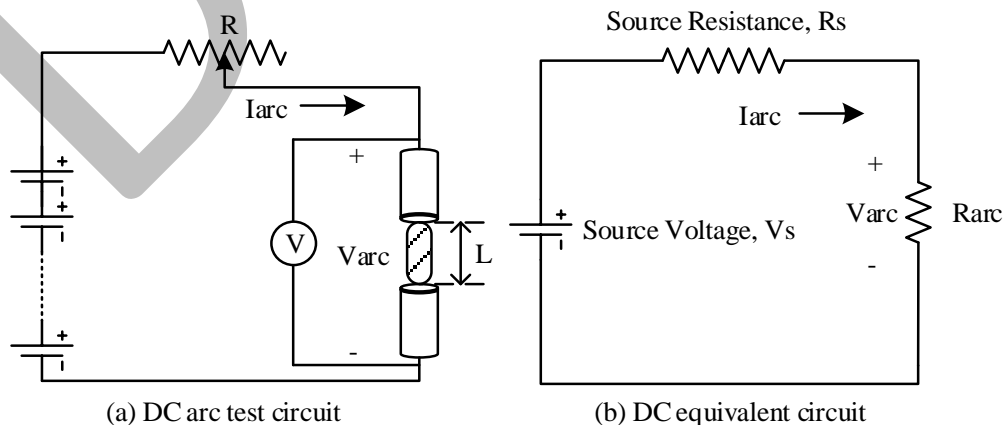 R
Iarc
+
V
Varc
L
-
+
+
+
(a) DC arc test circuit
Source Resistance, Rs
Iarc
+
Source Voltage, Vs
+
Varc
Rarc
-
(b) DC equivalent circuit